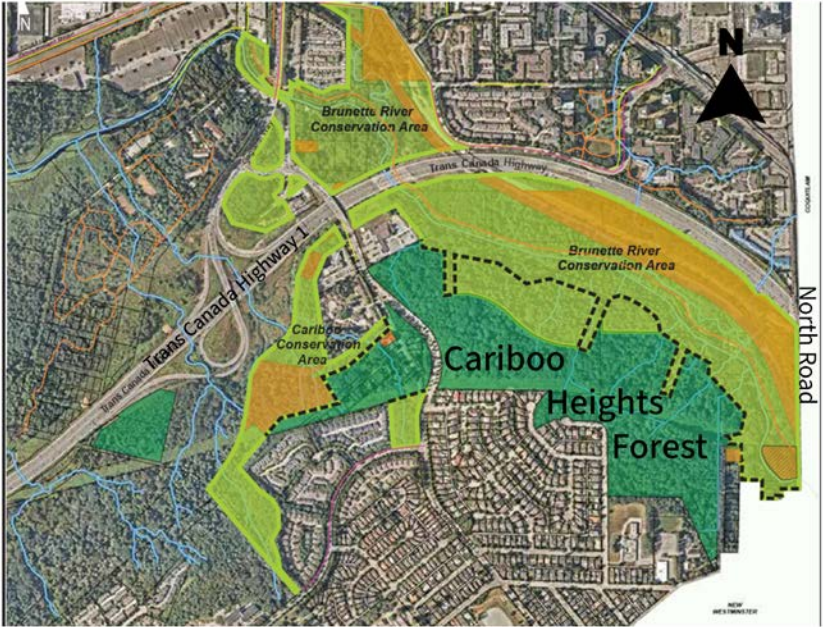 N
N
Brunette River
Conservation Area
Trans Canada Highway
COQUITLAM
Brunette River
Conservation Area
Trans Canada Highway 1
North Road
Cariboo
Conservation
Area
Trans Canada
Cariboo
Heights
Forest
NEW
WESTMINSTER